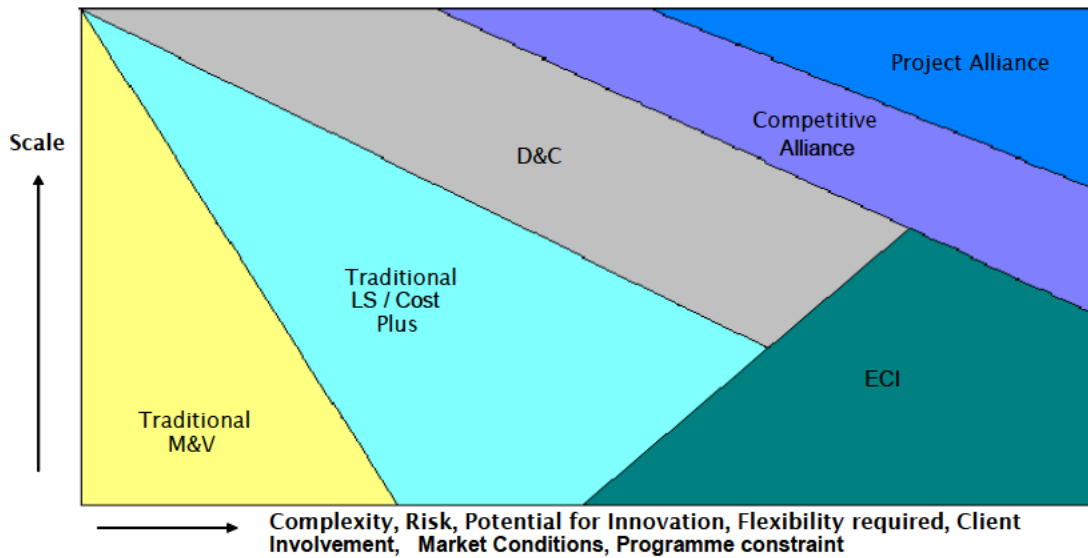 Project Alliance
Competitive
Alliance
Scale
D&C
Traditional
LS / Cost
Plus
ECI
Traditional
M&V
Complexity, Risk, Potential for Innovation, Flexibility required, Client
Involvement, Market Conditions, Programme constraint